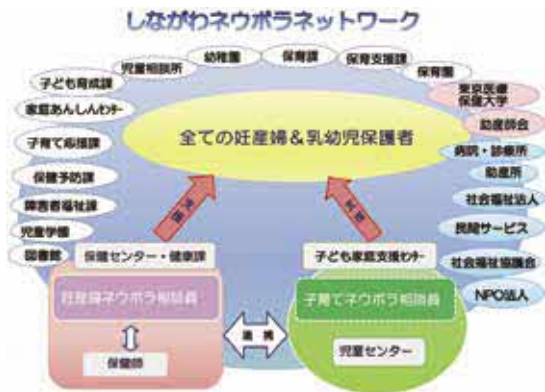 しながわネウボラネットワーク
幼稚園
保育課
保育支援課
児童相談所
保育園
子ども育成課
東京医療
保健大学
家庭あんしんセンター
助産師会
全ての妊産婦＆乳幼児保護者
子育て応援課
病院・診療所
保健予防課
助産所
障害者福祉課
社会福祉法人
児童学園
民間サービス
図書館
保健センター・健康課
子ども家庭支援センター
社会福祉協議会
妊産婦ネウボラ相談員
子育てネウボラ相談員
NPO法人
連携
保健師
児童センター